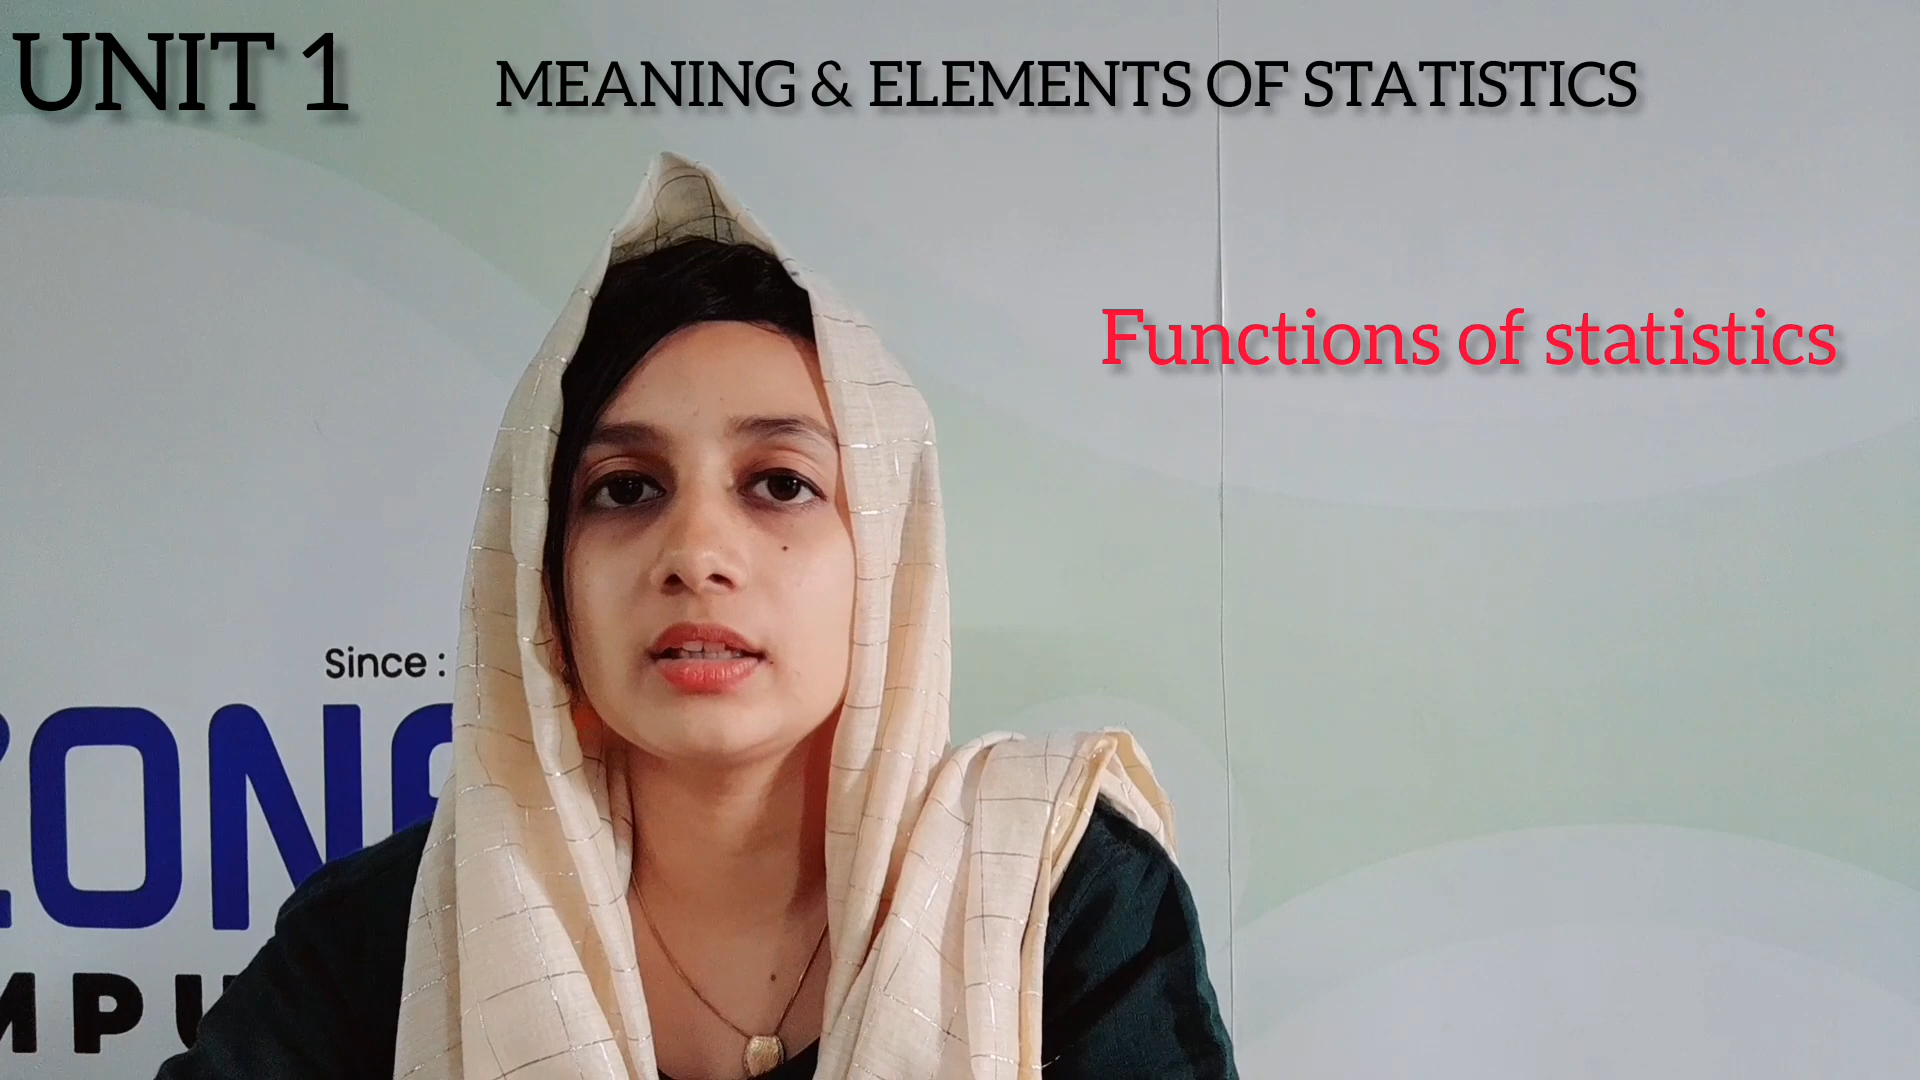 UNIT 1
MEANING & ELEMENTS OF STATISTICS
Functions of statistics
Since :